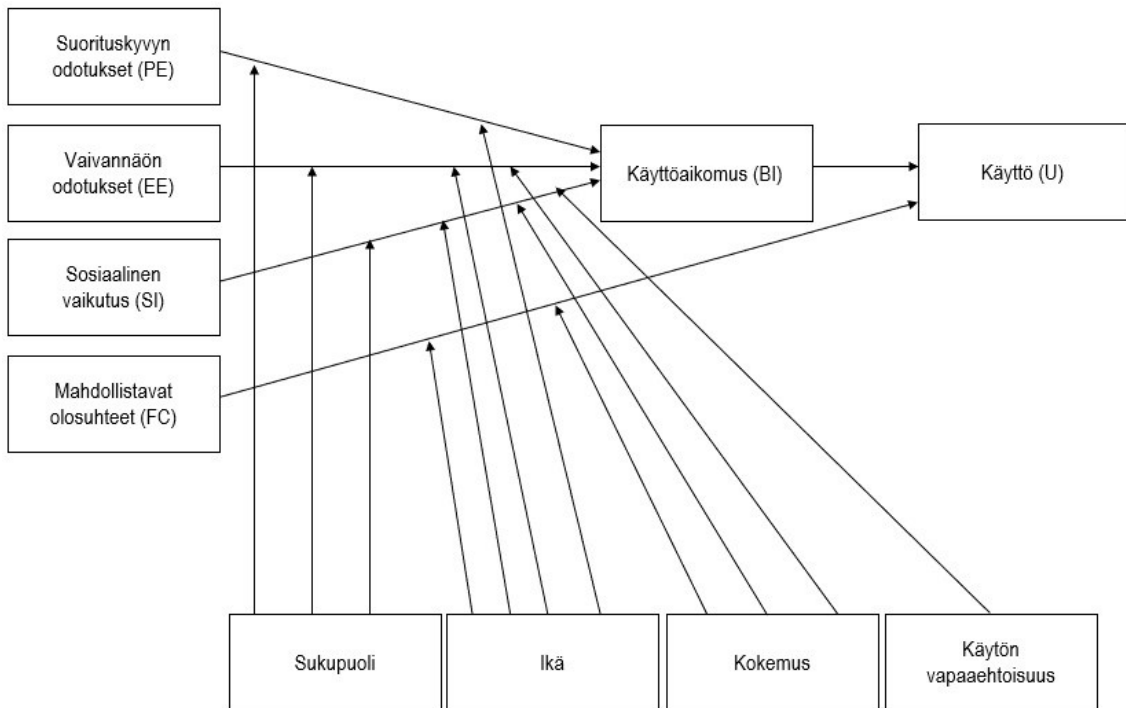 Suorituskyvyn
odotukset (PE)
Vaivannäön
odotukset (EE)
Käyttöaikomus (BI)
Käyttö (U)
Sosiaalinen
vaikutus (SI)
Mahdollistavat
olosuhteet (FC)
Sukupuoli
Ikä
Kokemus
Käytön
vapaaehtoisuus